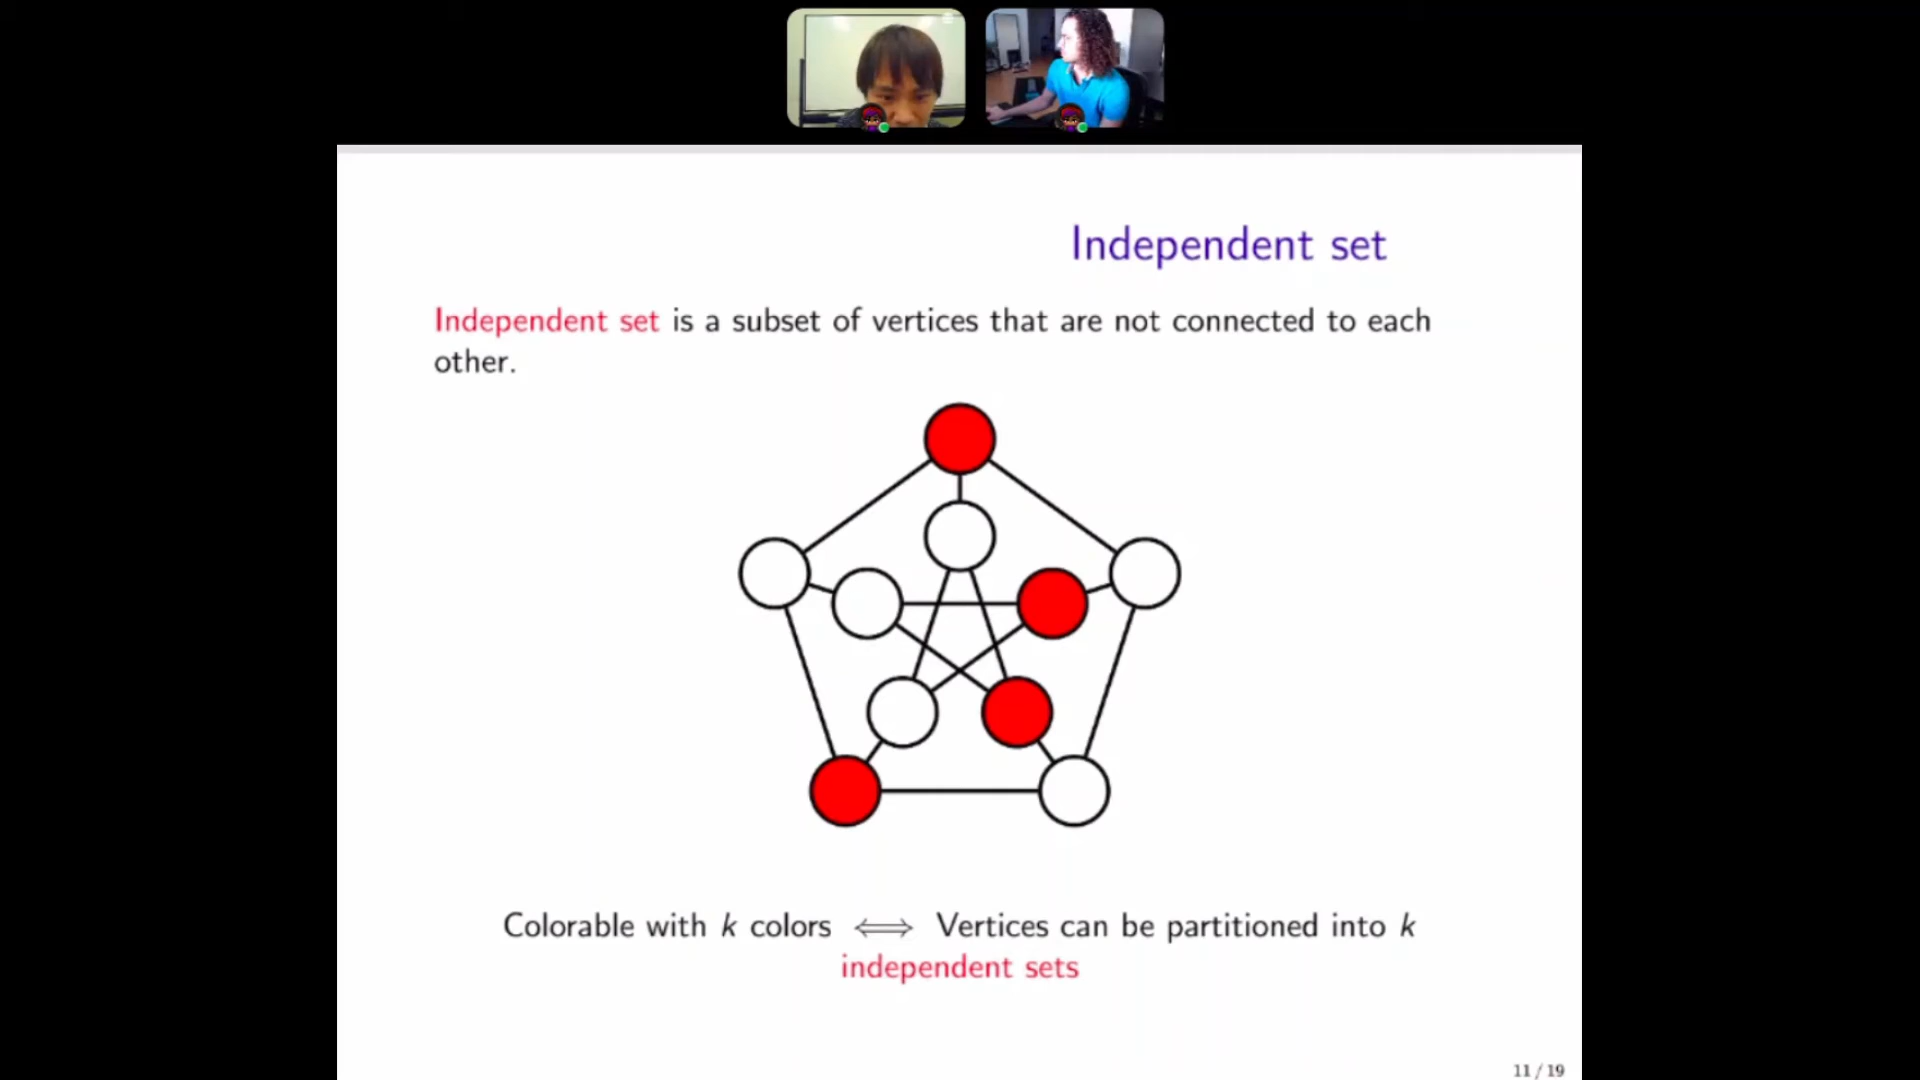 Independent set
Independent set is a subset of vertices that are not connected to each
other.
Colorable with k colors ⟺ Vertices can be partitioned into k
independent sets
11 / 19